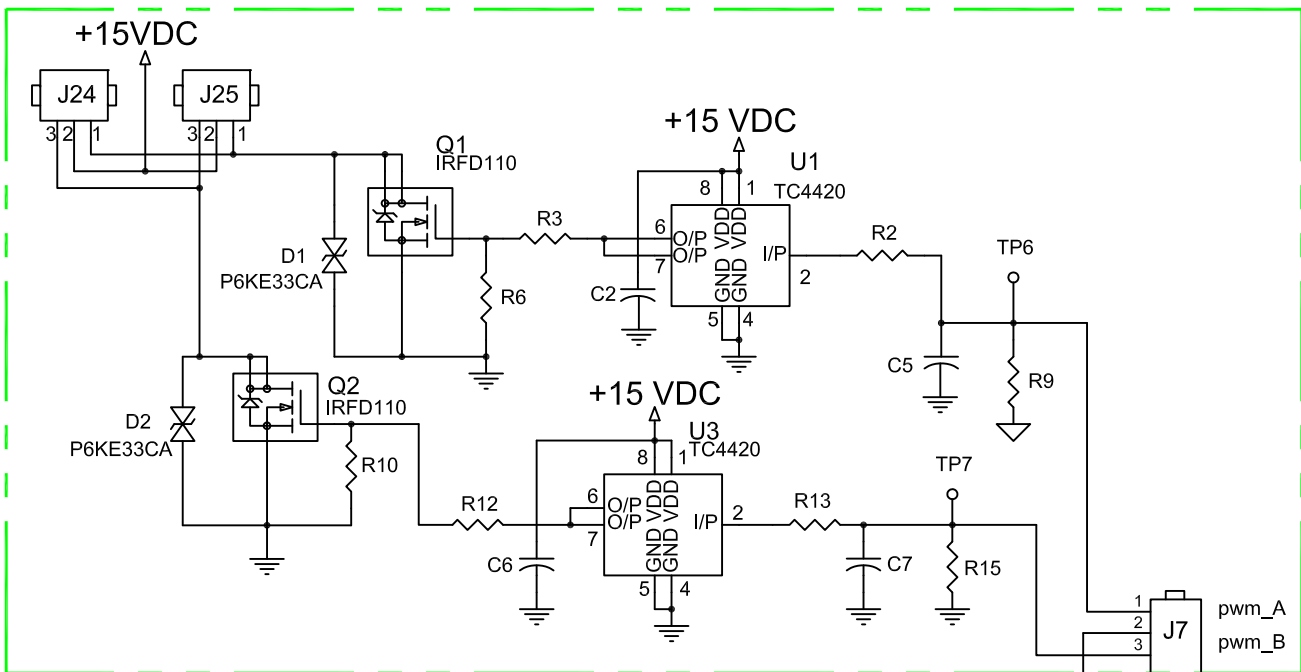 +15VDC
J24
J25
3 2 1
3 2 1
Q1
IRFD110
+15 VDC
U1
TC4420
8 1
R3
6
7
O/P
O/P
GND VDD
GND VDD
I/P
2
R2
TP6
D1
P6KE33CA
R6
C2
5 4
C5
R9
Q2
IRFD110
+15 VDC
U3
TC4420
D2
P6KE33CA
R10
8 1
TP7
R12
6
7
O/P
O/P
GND VDD
GND VDD
I/P
2
R13
C6
C7
R15
5 4
1
2
3
J7
pwm_A
pwm_B